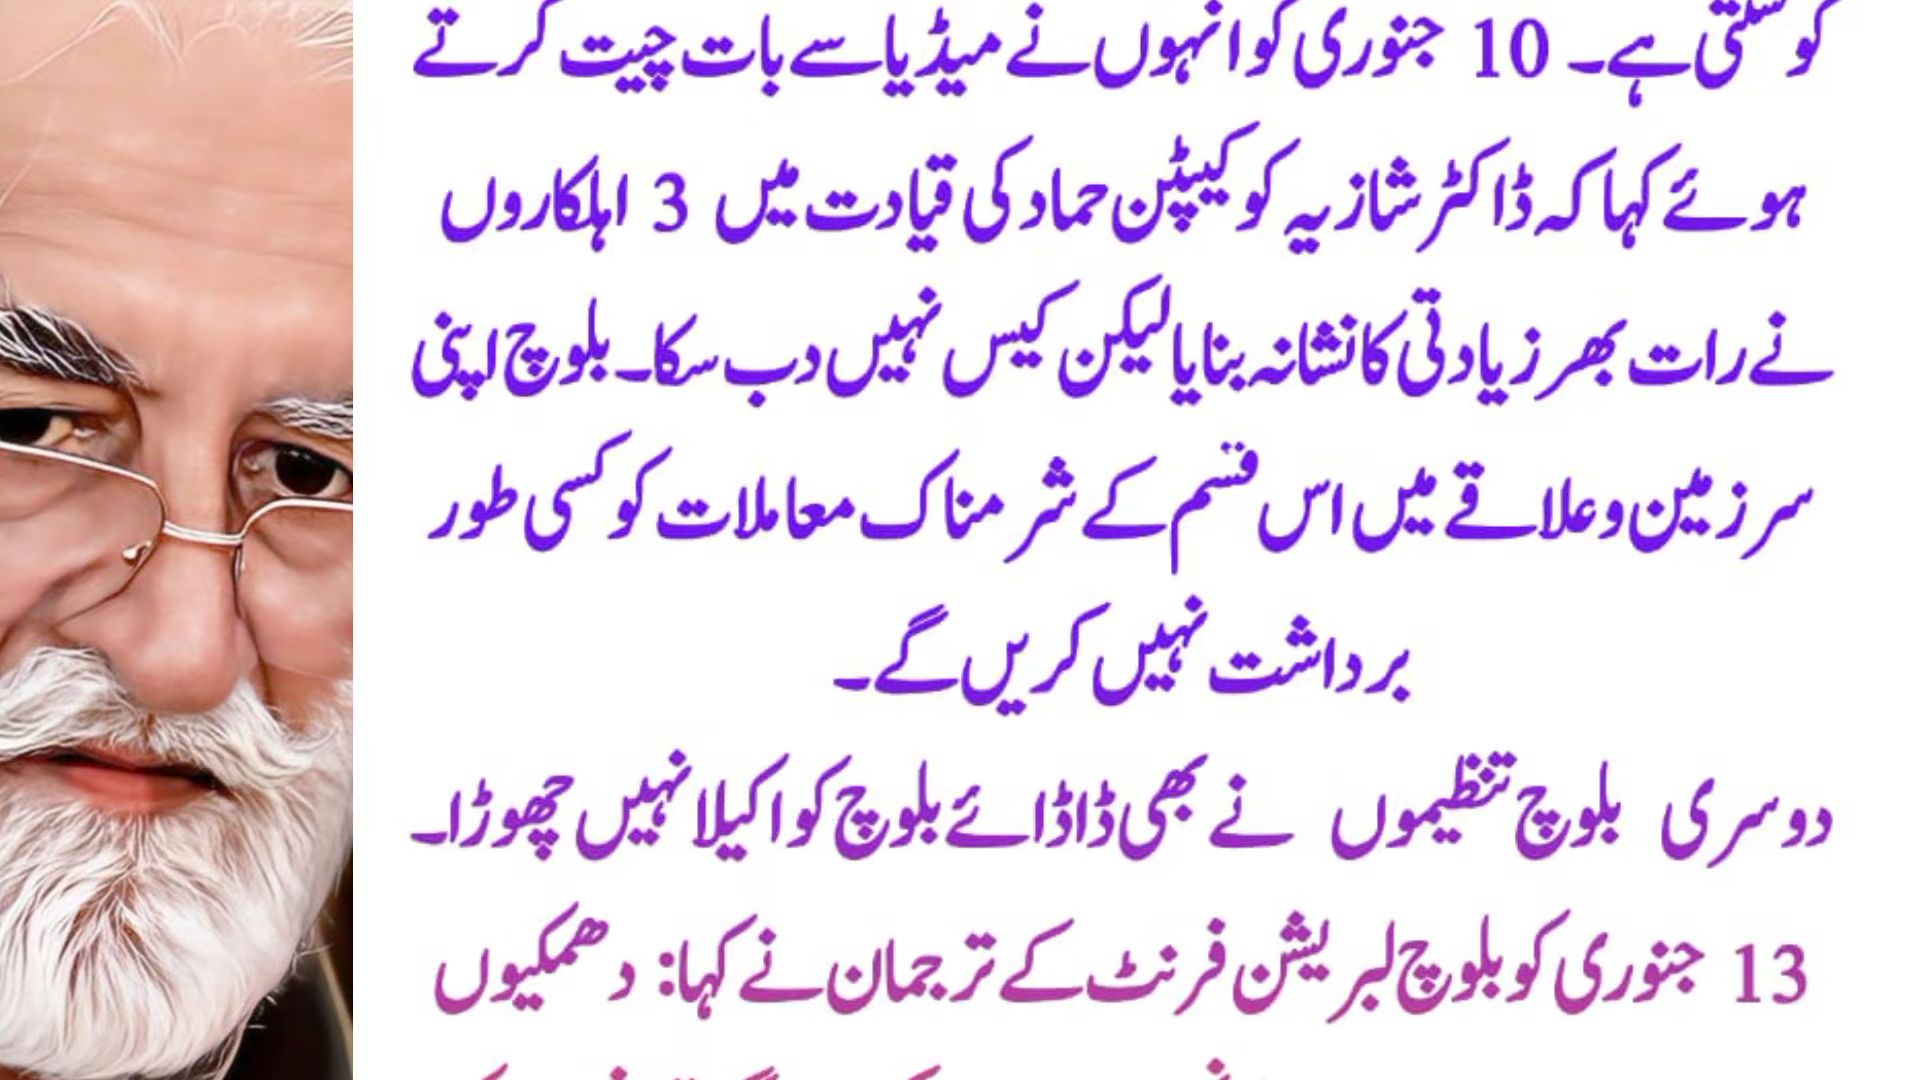 کو سکتی ہے۔ 10 جنوری کو انہوں نے میڈیا سے بات چیت کرتے
ہوئے کہا کہ ڈاکٹر شازیہ کو کیپٹن حماد کی قیادت میں 3 اہلکاروں
نے رات بھر زیادتی کا نشانہ بنایا لیکن کیس نہیں دب سکا۔ بلوچ اپنی
سرزمین و علاقے میں اس قسم کے شرمناک معاملات کو کسی طور
برداشت نہیں کریں گے۔
دوسری بلوچ تنظیموں نے بھی ڈاڈائے بلوچ کو اکیلا نہیں چھوڑا۔
13 جنوری کو بلوچ لبریشن فرنٹ کے ترجمان نے کہا: دھمکیوں